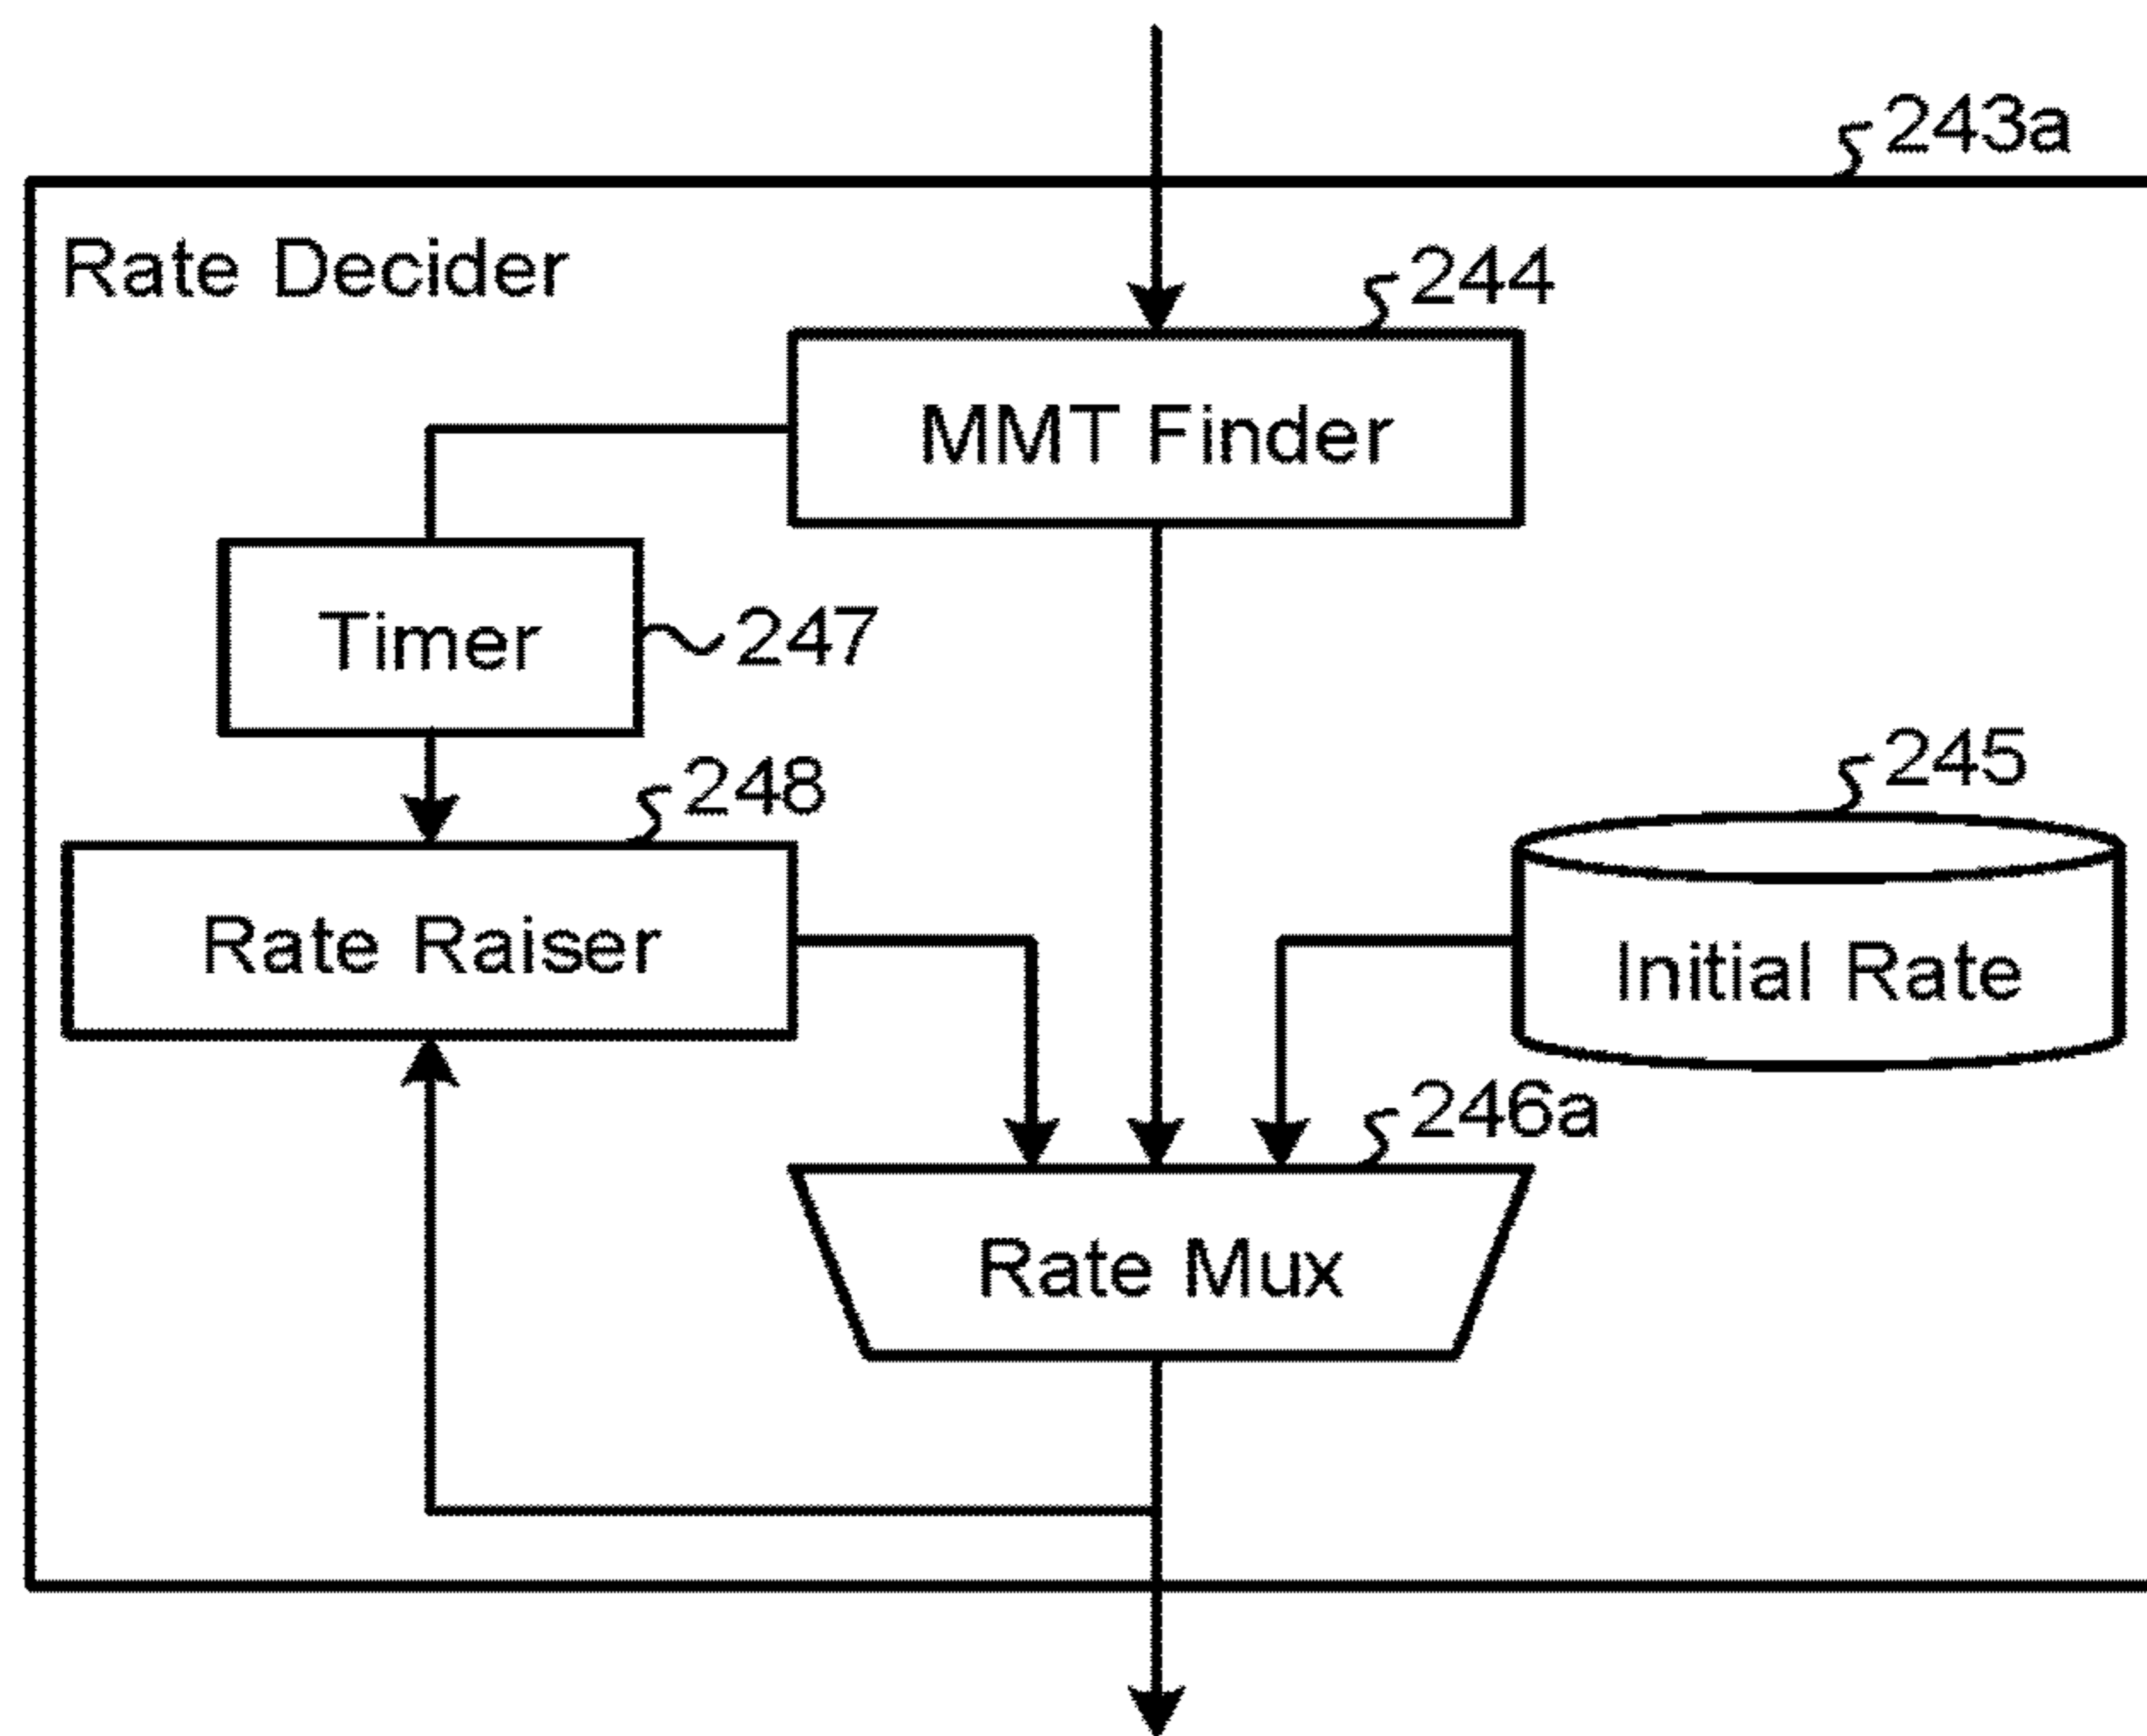 243a
Rate Decider
244
MMT Finder
Timer
247
248
245
Rate Raiser
Initial Rate
246a
Rate Mux